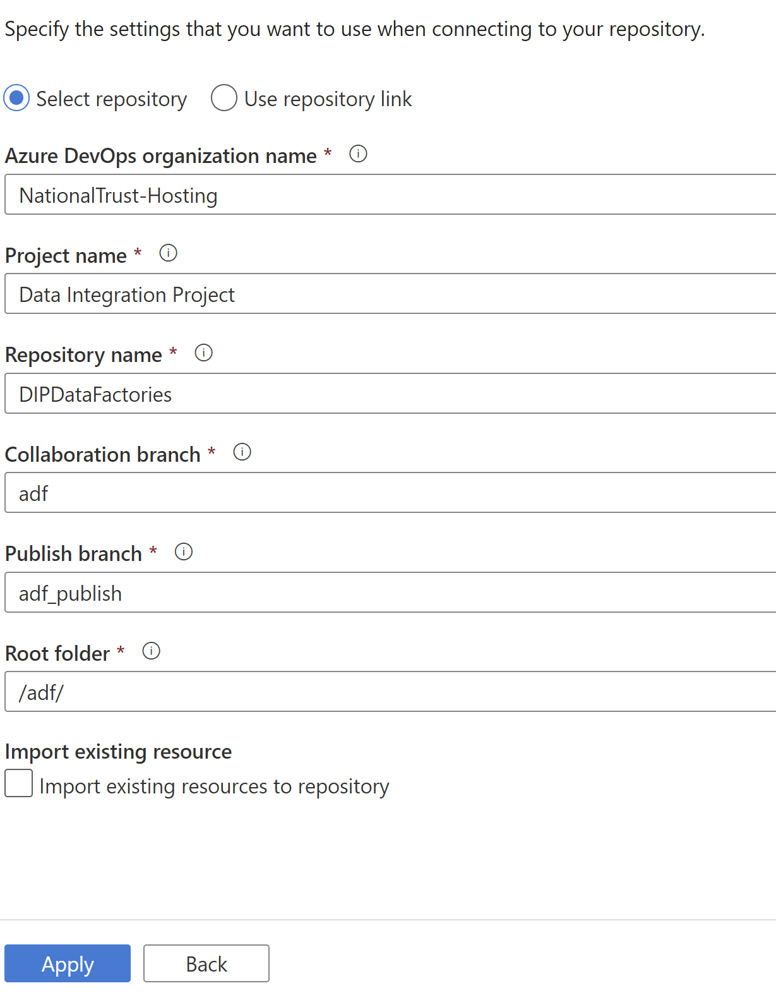 Specify the settings that you want to use when connecting to your repository.
Select repository Use repository link
Azure DevOps organization name *
NationalTrust-Hosting
Project name *
Data Integration Project
Repository name *
DIPDataFactories
Collaboration branch *
adf
Publish branch *
adf_publish
Root folder *
/adf/
Import existing resource
Import existing resources to repository
Apply Back